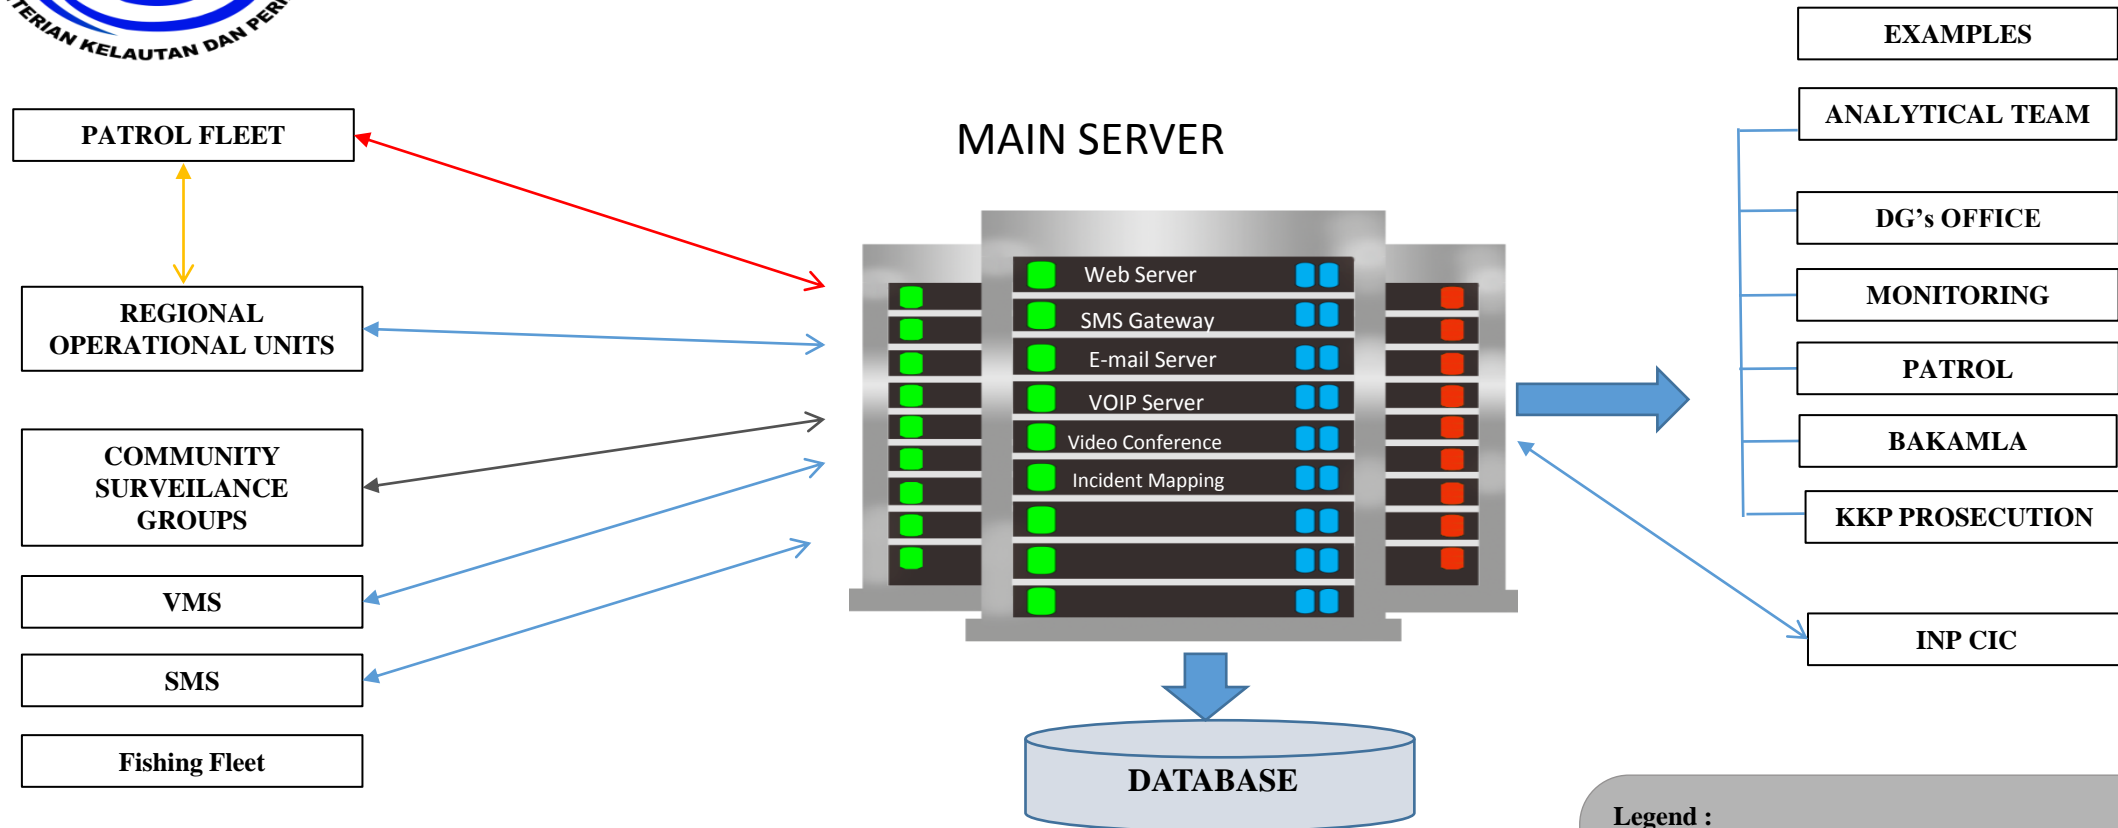 KELAUTAN DAN
PATROL FLEET
REGIONAL
OPERATIONAL UNITS
COMMUNITY
SURVEILANCE
GROUPS
VMS
SMS
Fishing Fleet
MAIN SERVER
Web Server
SMS Gateway
E-mail Server
VOIP Server
Video Conference
Incident Mapping
DATABASE
EXAMPLES
ANALYTICAL TEAM
DG's OFFICE
MONITORING
PATROL
BAKAMLA
KKP PROSECUTION
INP CIC
Legend :